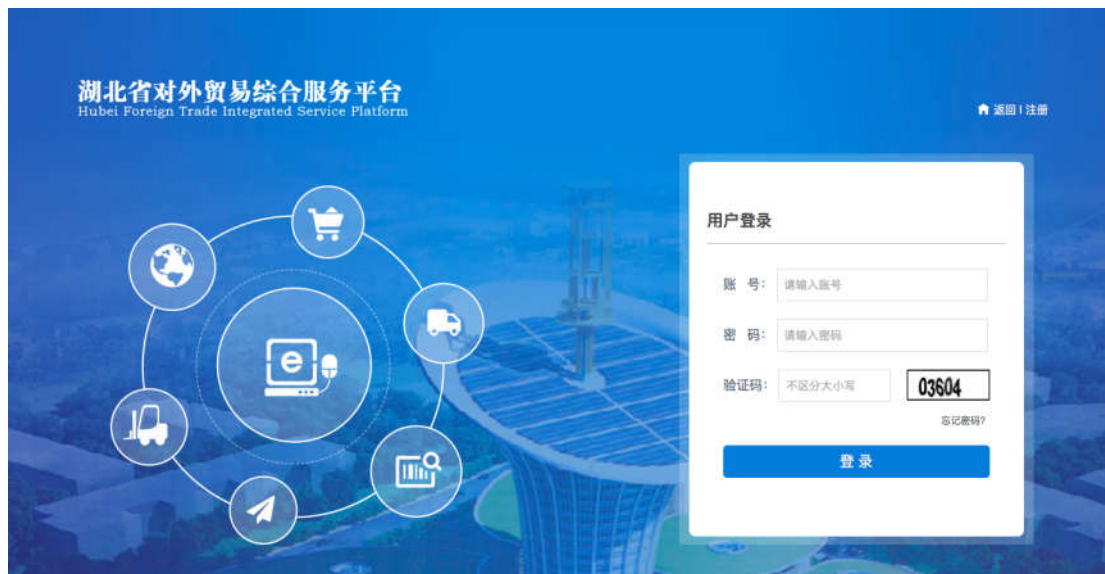 湖北省对外贸易综合服务平台
Hubei Foreign Trade Integrated Service Platform
返回 | 注册
用户登录
账 号: 请输入账号
密 码: 请输入密码
验证码: 不区分大小写 03604
忘记密码?
登录
e